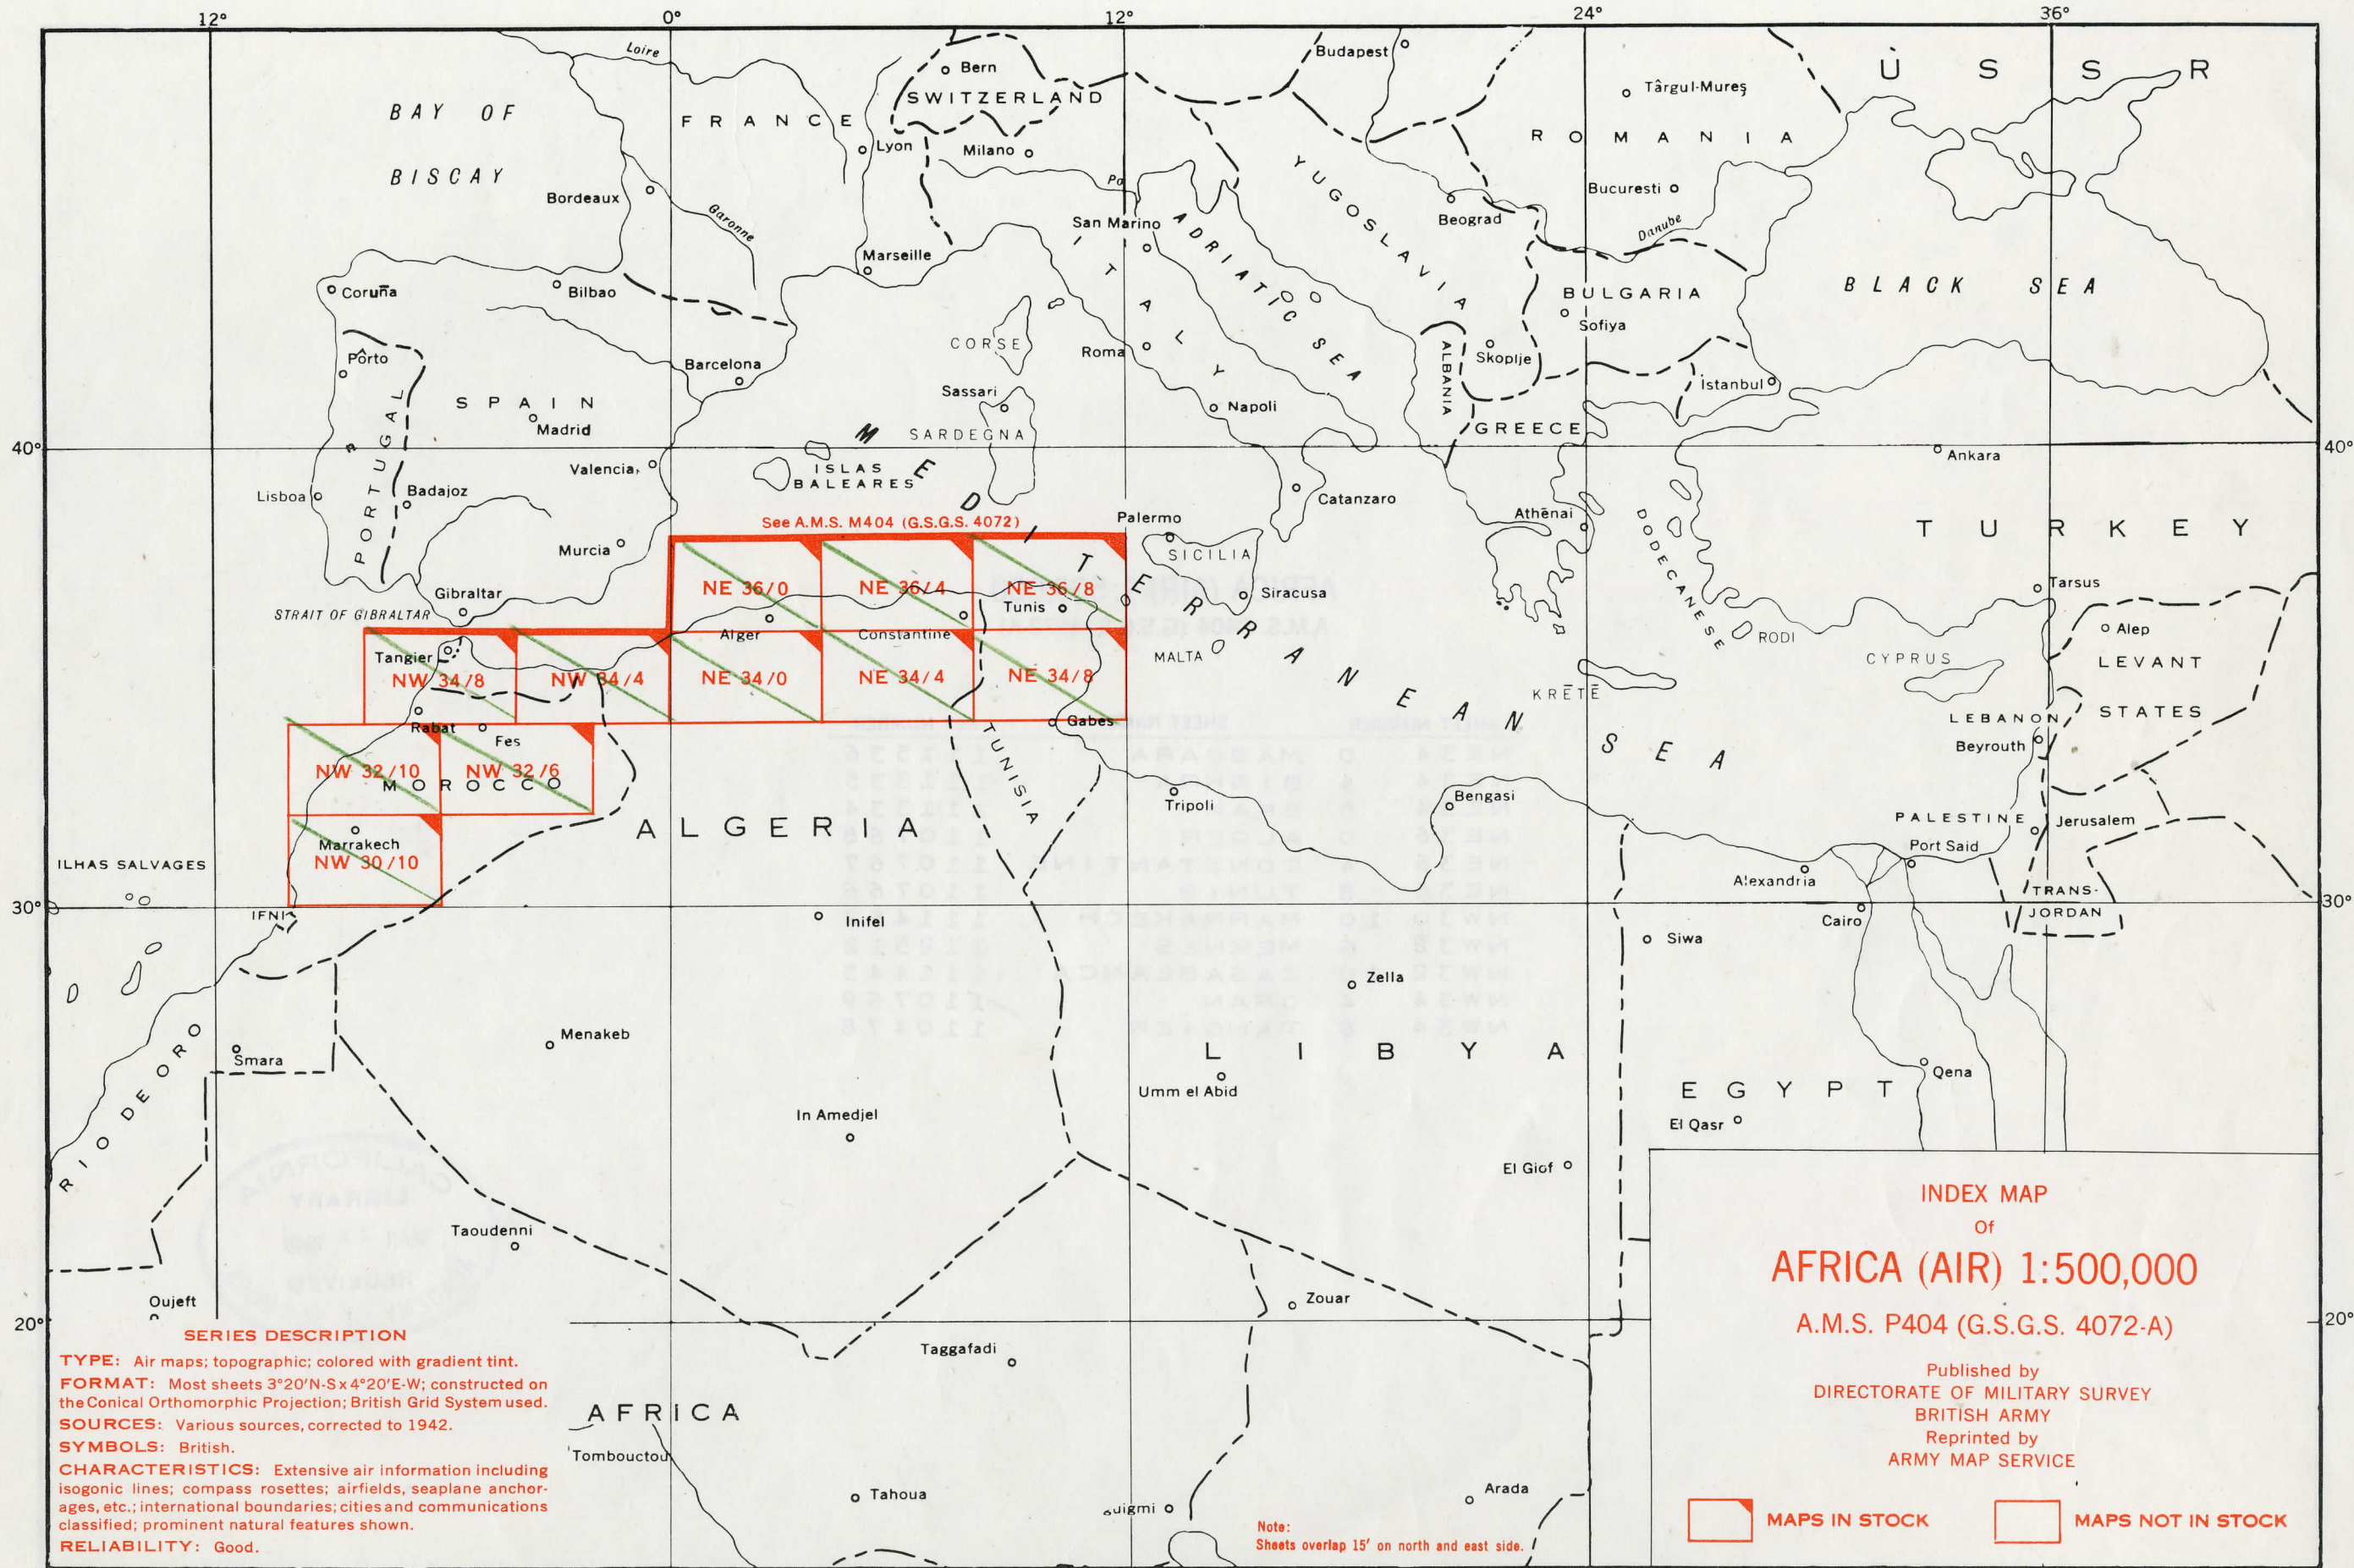 12° 0° 12° 24° 36°
Loire
Budapest
Bern
SWITZERLAND
USSR
Târgul-Mureş
BAY OF
BISCAY
FRANCE
Lyon
Milano
ROMANIA
Bordeaux
Garonne
Po
YUGOSLAVIA
Bucuresti
Beograd
Danube
San Marino
ADRIATIC SEA
ITALY
Marseille
Coruña
Bilbao
BULGARIA
Sofiya
BLACK SEA
Pôrto
CORSE
Roma
ALBANIA
Skoplje
Barcelona
Sassari
İstanbul
SPAIN
Madrid
PORTUGAL
Napoli
SARDEGNA
GREECE
40° 40°
Valencia
ISLAS
BALEARES
MEDITERRANEAN SEA
Ankara
Lisboa
Badajoz
Catanzaro
Athēnai
See A.M.S. M404 (G.S.G.S. 4072)
Palermo
DODECANESE
TURKEY
Murcia
SICILIA
NE 36/0 NE 36/4 NE 36/8
Tarsus
Gibraltar
STRAIT OF GIBRALTAR
Tunis
Siracusa
Alger
Constantine
RODI
Alep
Tangier
MALTA
CYPRUS
LEVANT
STATES
NW 34/8 NW 34/4 NE 34/0 NE 34/4 NE 34/8
KRĒTĒ
Rabat
Fes
Gabes
LEBANON
Beyrouth
TUNISIA
NW 32/10 NW 32/6
MOROCCO
Tripoli
Bengasi
ALGERIA
PALESTINE
Jerusalem
Marrakech
NW 30/10
Port Said
ILHAS SALVAGES
Alexandria
TRANS-
JORDAN
30° 30°
IFNI
Inifel
Cairo
Siwa
Zella
RIO DE ORO
Smara
Menakeb
LIBYA
Umm el Abid
Qena
EGYPT
In Amedjel
El Qasr
El Giof
Taoudenni
Oujeft
Zouar
20° 20°
Taggafadi
AFRICA
Tombouctou
Tahoua
Arada
SERIES DESCRIPTION
TYPE: Air maps; topographic; colored with gradient tint.
FORMAT: Most sheets 3°20'N-S x 4°20'E-W; constructed on
the Conical Orthomorphic Projection; British Grid System used.
SOURCES: Various sources, corrected to 1942.
SYMBOLS: British.
CHARACTERISTICS: Extensive air information including
isogonic lines; compass rosettes; airfields, seaplane anchor-
ages, etc.; international boundaries; cities and communications
classified; prominent natural features shown.
RELIABILITY: Good.
Note:
Sheets overlap 15' on north and east side.
INDEX MAP
Of
AFRICA (AIR) 1:500,000
A.M.S. P404 (G.S.G.S. 4072-A)
Published by
DIRECTORATE OF MILITARY SURVEY
BRITISH ARMY
Reprinted by
ARMY MAP SERVICE
MAPS IN STOCK
MAPS NOT IN STOCK